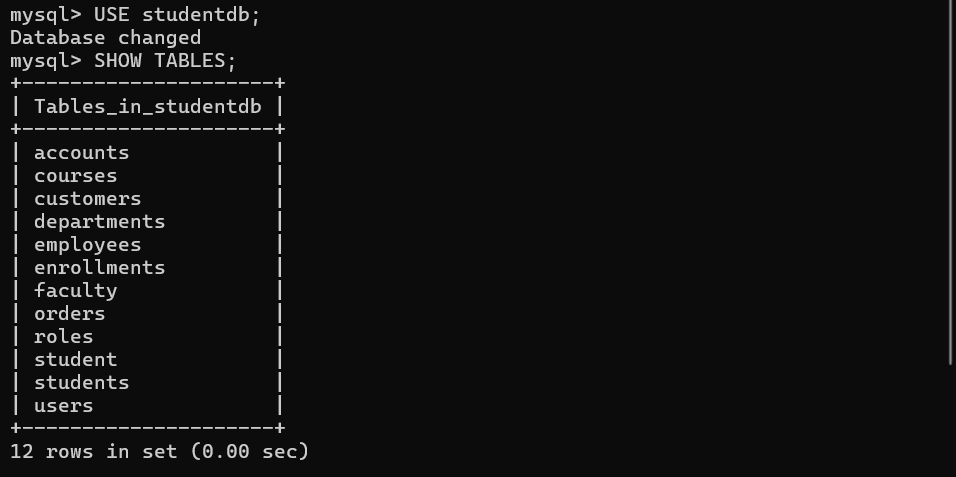 mysql> USE studentdb;
Database changed
mysql> SHOW TABLES;
+---------------------+
| Tables_in_studentdb |
+---------------------+
| accounts            |
| courses             |
| customers           |
| departments         |
| employees           |
| enrollments         |
| faculty             |
| orders              |
| roles               |
| student             |
| students            |
| users               |
+---------------------+
12 rows in set (0.00 sec)